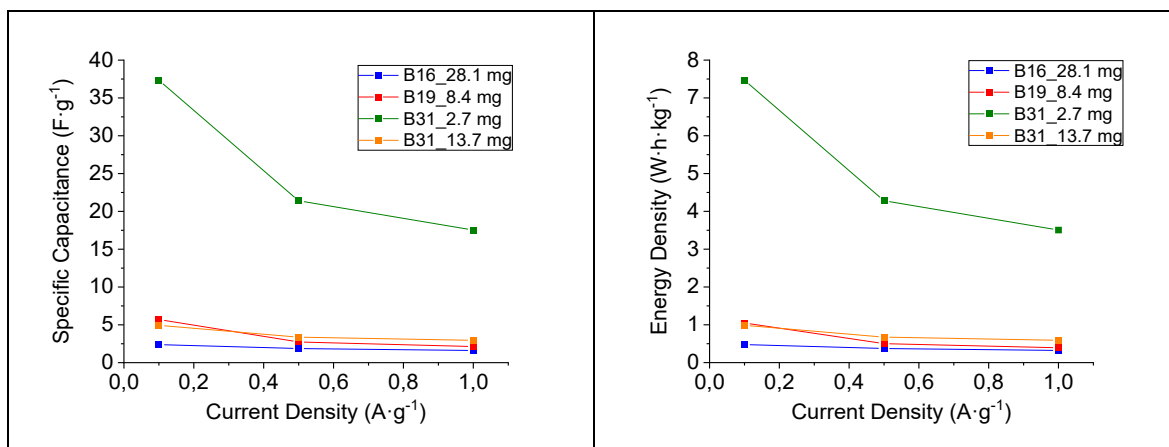 40
35
30
25
20
15
10
5
0
Specific Capacitance (F·g⁻¹)
B16_28.1 mg
B19_8.4 mg
B31_2.7 mg
B31_13.7 mg
0,0 0,2 0,4 0,6 0,8 1,0
Current Density (A·g⁻¹)
8
7
6
5
4
3
2
1
0
Energy Density (W·h·kg⁻¹)
B16_28.1 mg
B19_8.4 mg
B31_2.7 mg
B31_13.7 mg
0,0 0,2 0,4 0,6 0,8 1,0
Current Density (A·g⁻¹)